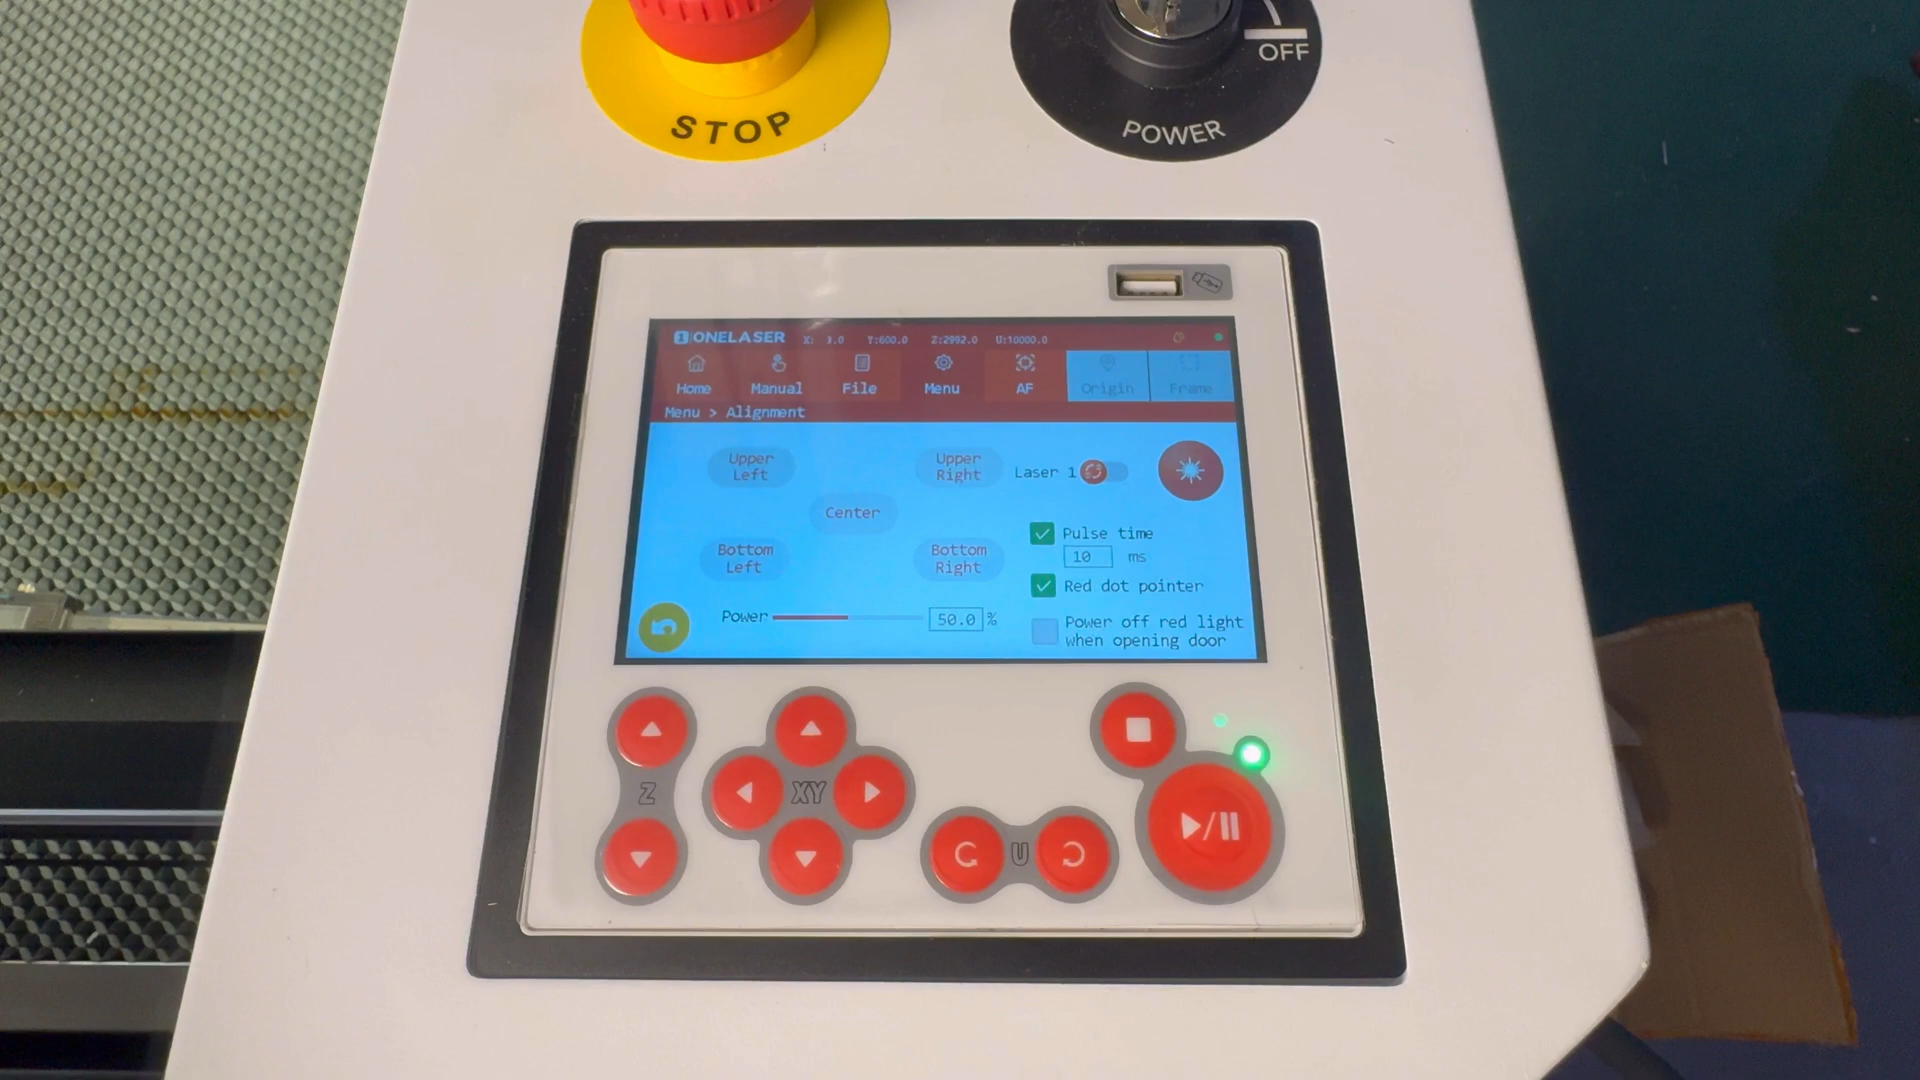 OFF
STOP
POWER
1 ONELASER X: .0 Y:600.0 Z:2992.0 U:10000.0
Home Manual File Menu AF Origin Frame
Menu > Alignment
Upper Left
Upper Right
Laser 1
Center
Pulse time
10 ms
Bottom Left
Bottom Right
Red dot pointer
Power 50.0 %
Power off red light
when opening door
Z
XY
U